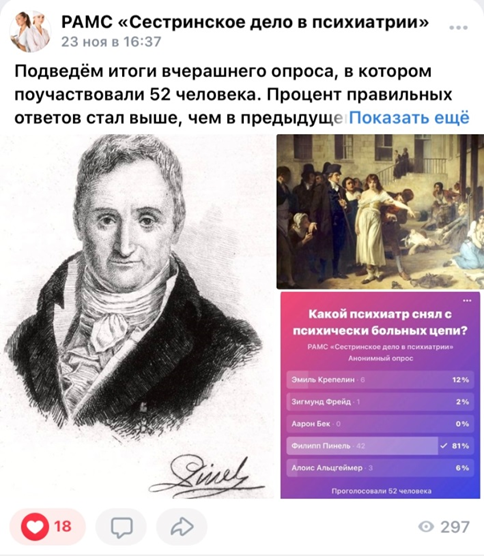 РАМС «Сестринское дело в психиатрии»
23 ноя в 16:37
Подведём итоги вчерашнего опроса, в котором
поучаствовали 52 человека. Процент правильных
ответов стал выше, чем в предыдуще Показать ещё
Pinel
Какой психиатр снял с
психически больных цепи?
РАМС «Сестринское дело в психиатрии»
Анонимный опрос
Эмиль Крепелин · 6 12%
Зигмунд Фрейд · 1 2%
Аарон Бек · 0 0%
Филипп Пинель · 42 81%
Алоис Альцгеймер · 3 6%
Проголосовали 52 человека
18
297